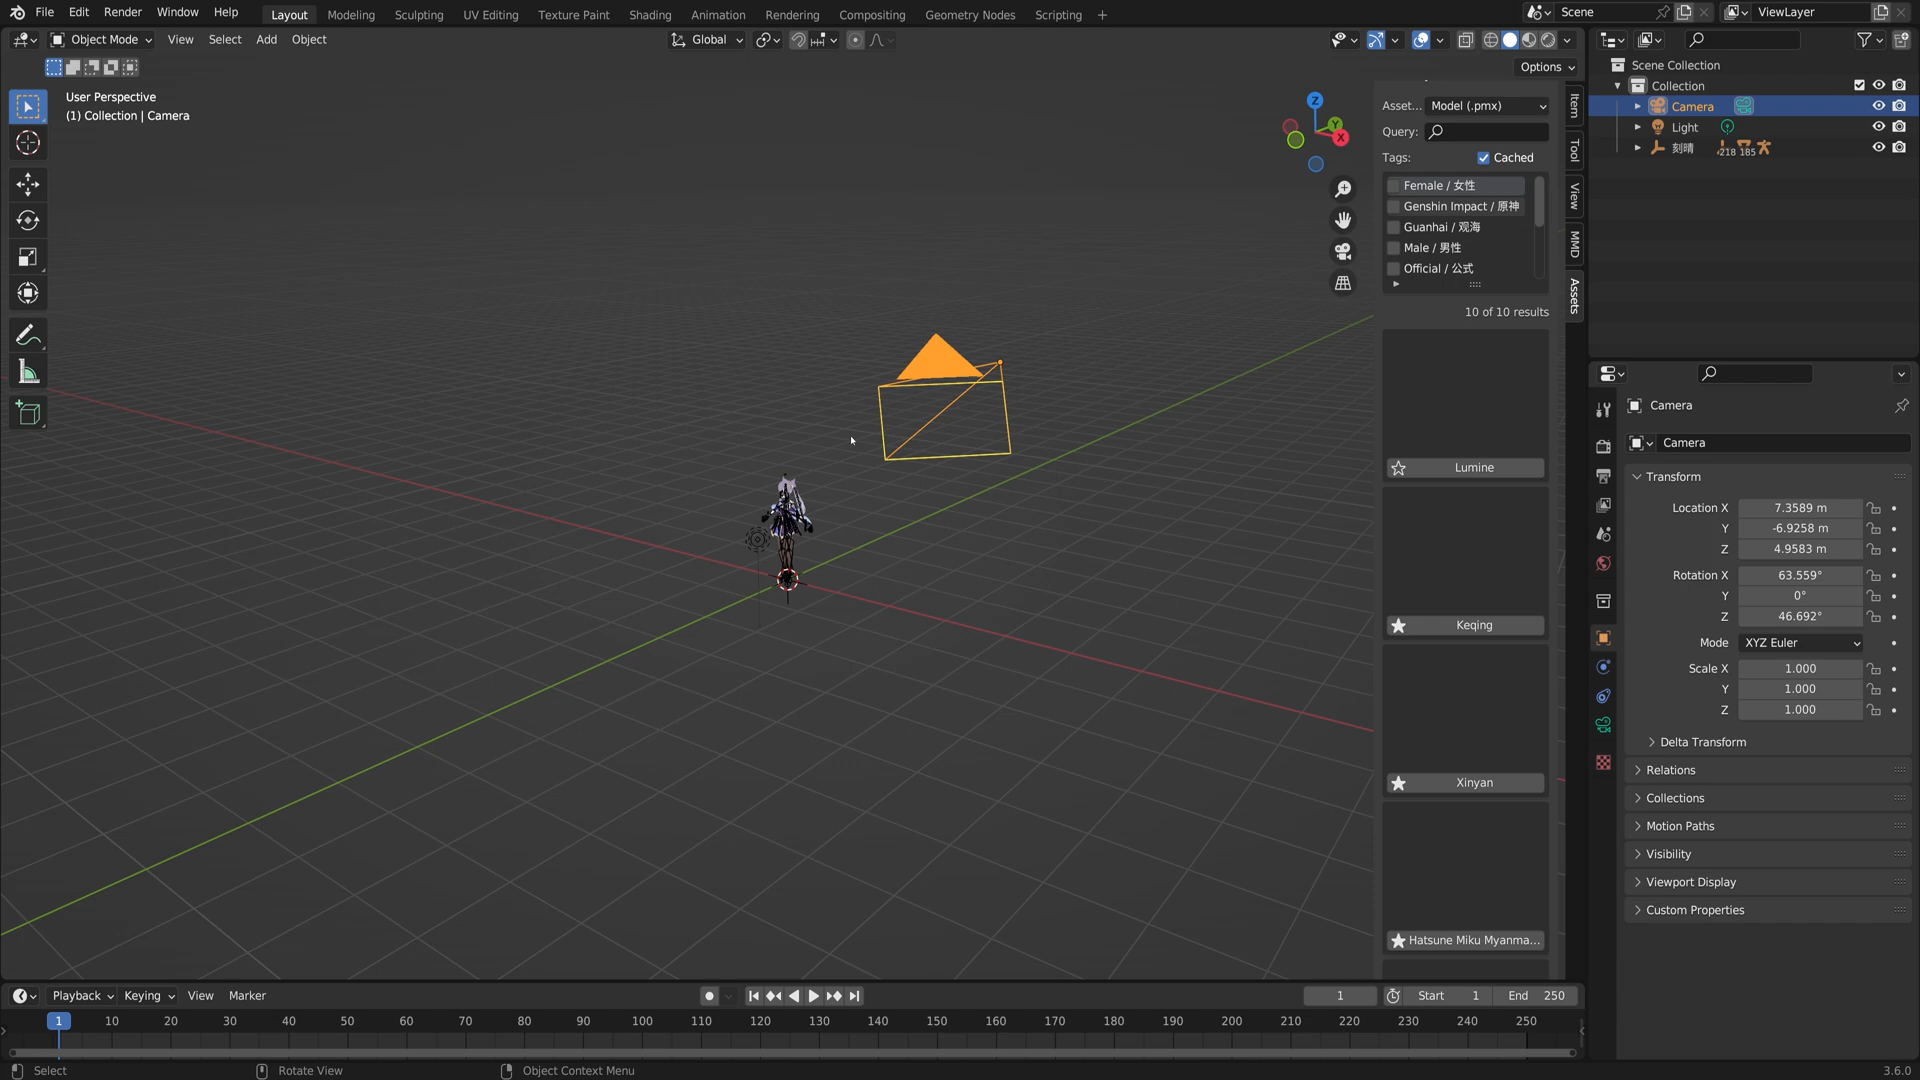 File Edit Render Window Help Layout Modeling Sculpting UV Editing Texture Paint Shading Animation Rendering Compositing Geometry Nodes Scripting + Scene ViewLayer
Object Mode View Select Add Object Global
Options
User Perspective
(1) Collection | Camera
Z
Y
X
Asset... Model (.pmx)
Query:
Tags: Cached
Female / 女性
Genshin Impact / 原神
Guanhai / 观海
Male / 男性
Official / 公式
10 of 10 results
Lumine
Keqing
Xinyan
Hatsune Miku Myanma...
Item
Tool
View
MMD
Assets
Scene Collection
Collection
Camera
Light
刻晴 218 185
Camera
Camera
Transform
Location X 7.3589 m
Y -6.9258 m
Z 4.9583 m
Rotation X 63.559°
Y 0°
Z 46.692°
Mode XYZ Euler
Scale X 1.000
Y 1.000
Z 1.000
Delta Transform
Relations
Collections
Motion Paths
Visibility
Viewport Display
Custom Properties
Playback Keying View Marker 1 Start 1 End 250
1 10 20 30 40 50 60 70 80 90 100 110 120 130 140 150 160 170 180 190 200 210 220 230 240 250
Select Rotate View Object Context Menu 3.6.0